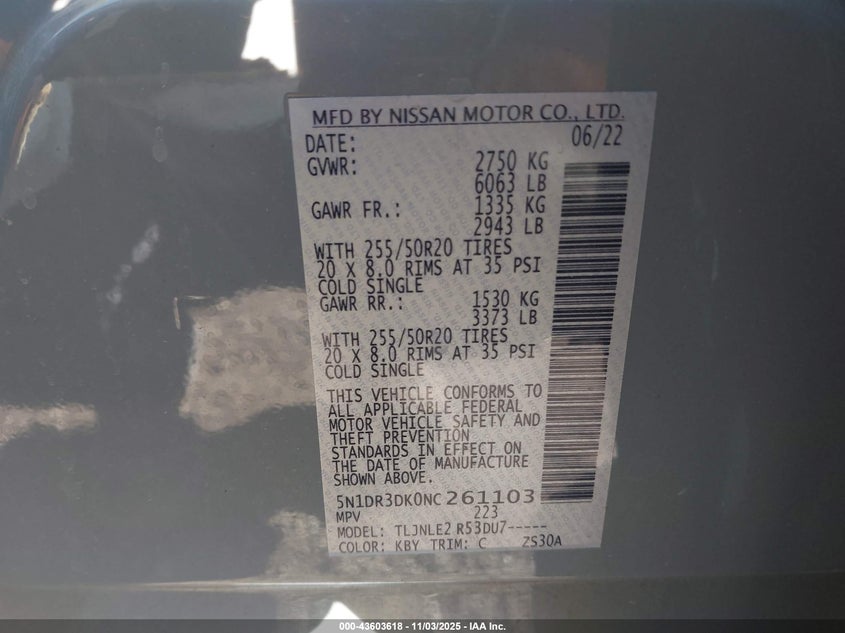 MFD BY NISSAN MOTOR CO., LTD.
DATE: 06/22
GVWR: 2750 KG
6063 LB
GAWR FR.: 1335 KG
2943 LB
WITH 255/50R20 TIRES
20 X 8.0 RIMS AT 35 PSI
COLD SINGLE
GAWR RR.: 1530 KG
3373 LB
WITH 255/50R20 TIRES
20 X 8.0 RIMS AT 35 PSI
COLD SINGLE
THIS VEHICLE CONFORMS TO
ALL APPLICABLE FEDERAL
MOTOR VEHICLE SAFETY AND
THEFT PREVENTION
STANDARDS IN EFFECT ON
THE DATE OF MANUFACTURE
SHOWN ABOVE.
5N1DR3DK0NC261103
MPV 223
MODEL: TLJNLE2 R53DU7-----
COLOR: KBY TRIM: C ZS30A
000-43603618 - 11/03/2025 - IAA Inc.